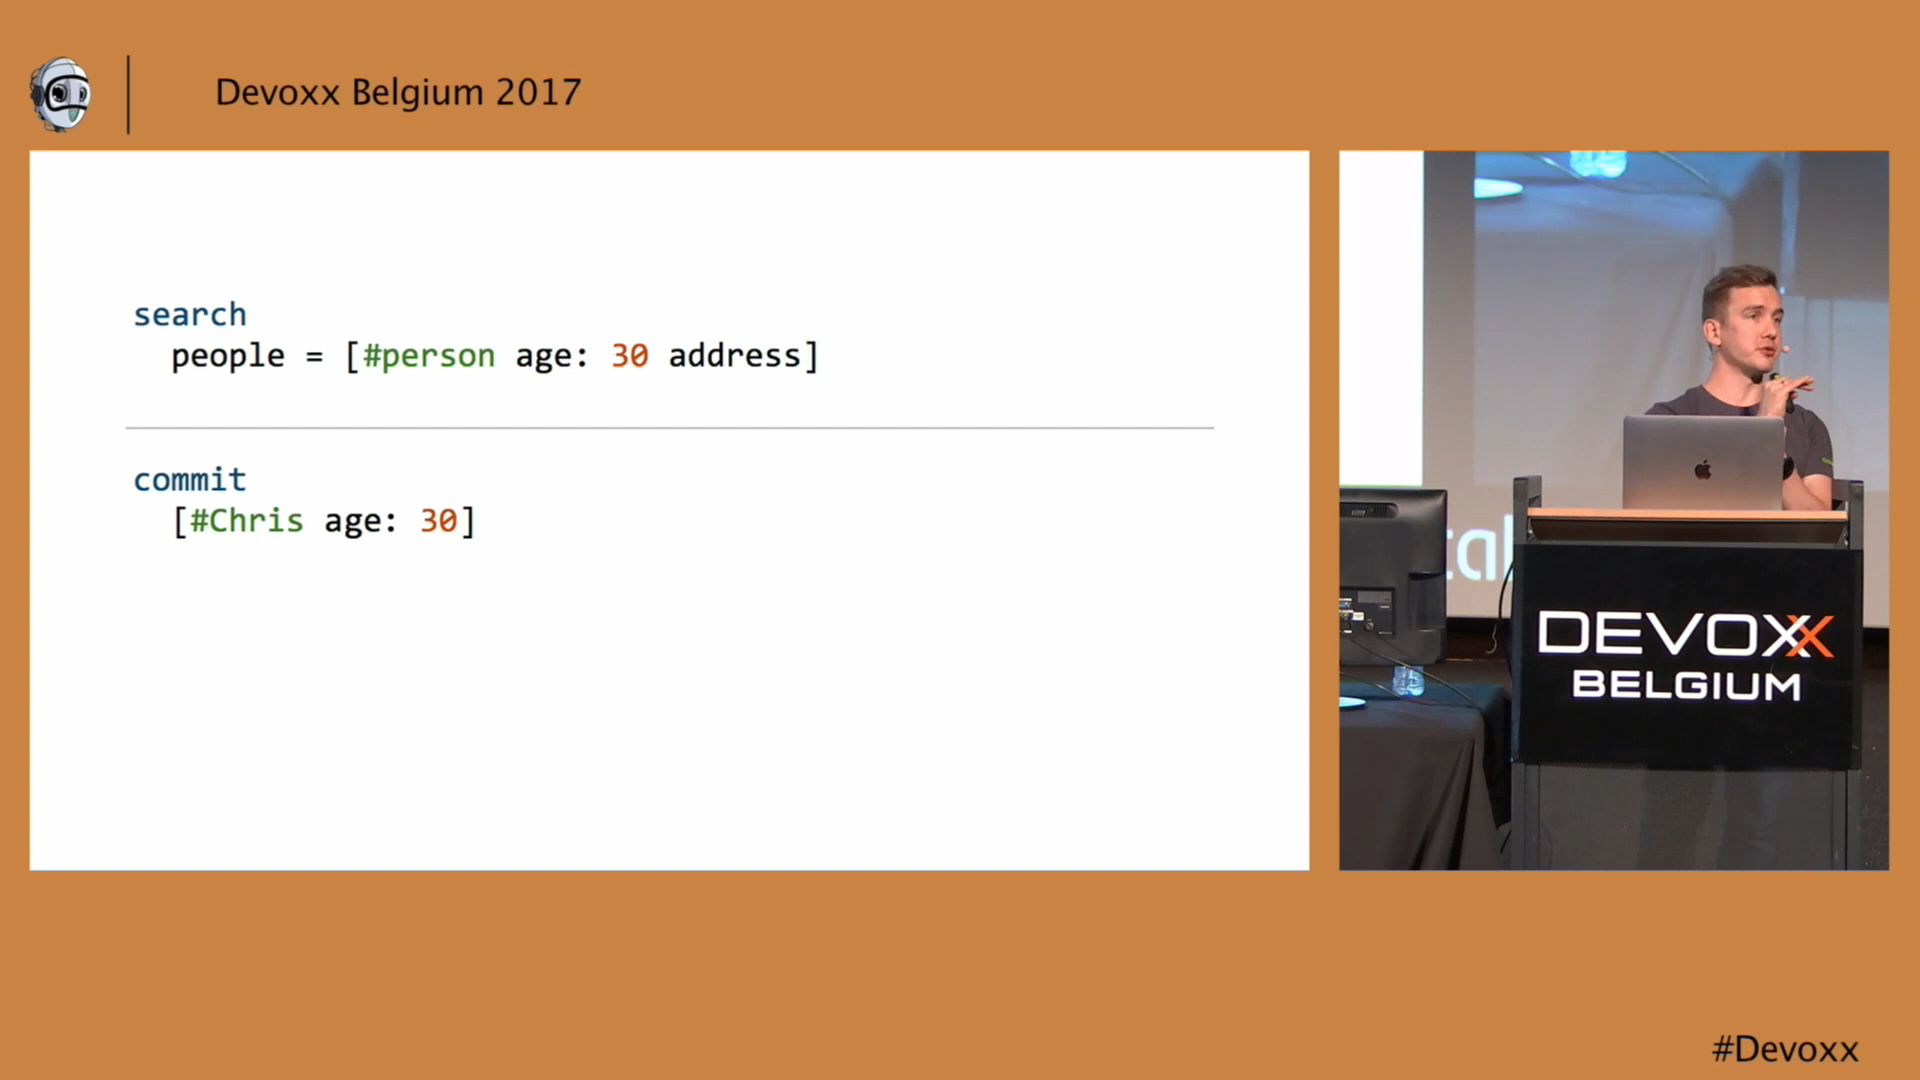 Devoxx Belgium 2017
search
people = [#person age: 30 address]
commit
[#Chris age: 30]
DEVOXX
BELGIUM
#Devoxx